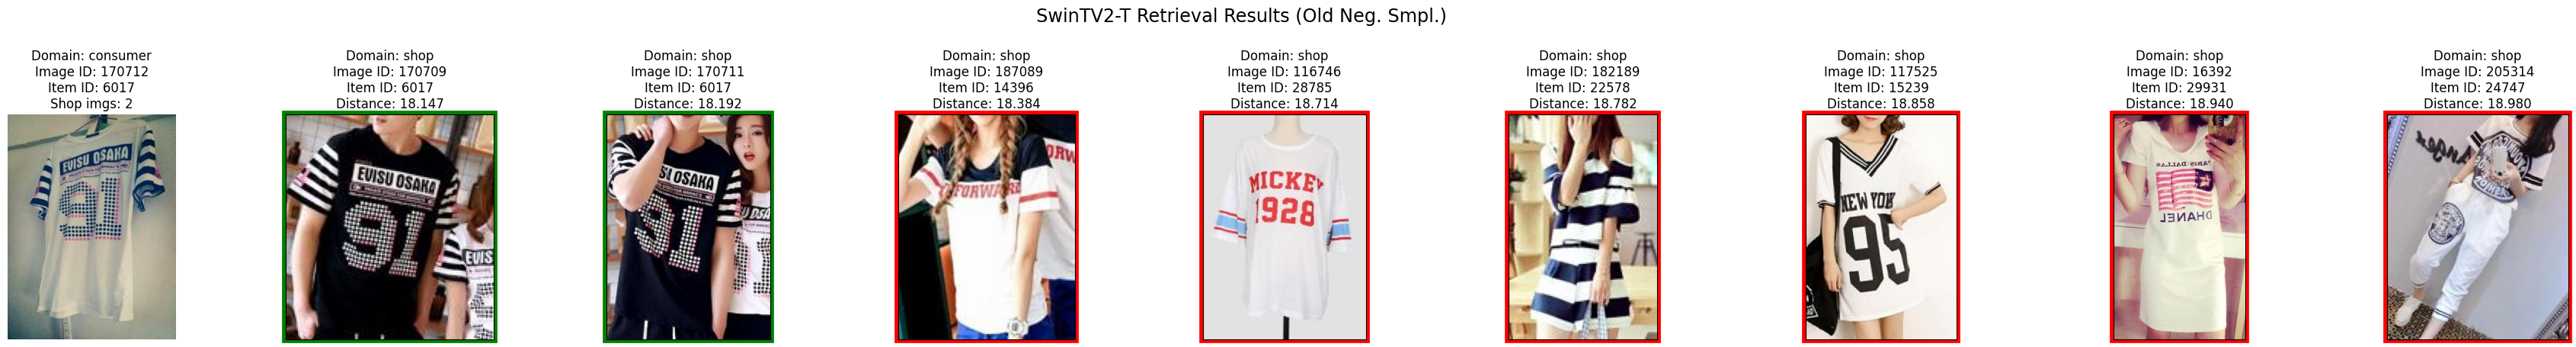 SwinTV2-T Retrieval Results (Old Neg. Smpl.)
Domain: consumer
Image ID: 170712
Item ID: 6017
Shop imgs: 2
Domain: shop
Image ID: 170709
Item ID: 6017
Distance: 18.147
Domain: shop
Image ID: 170711
Item ID: 6017
Distance: 18.192
Domain: shop
Image ID: 187089
Item ID: 14396
Distance: 18.384
Domain: shop
Image ID: 116746
Item ID: 28785
Distance: 18.714
Domain: shop
Image ID: 182189
Item ID: 22578
Distance: 18.782
Domain: shop
Image ID: 117525
Item ID: 15239
Distance: 18.858
Domain: shop
Image ID: 16392
Item ID: 29931
Distance: 18.940
Domain: shop
Image ID: 205314
Item ID: 24747
Distance: 18.980
EVISU OSAKA
91
EVISU OSAKA
91
EVIS
OSAKA
91
FORWARD
MICKEY
1928
NEW YORK
95
PARIS-DALLAS
DHANEL